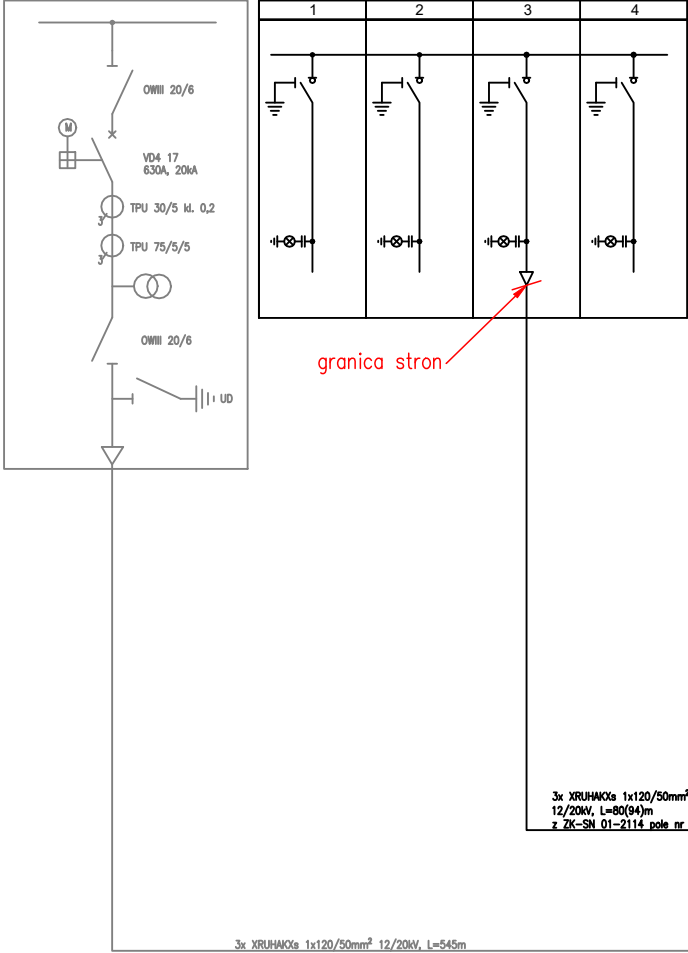 1
2
3
4
OWIII 20/6
M
VD4 17
630A, 20kA
TPU 30/5 kl. 0,2
3
TPU 75/5/5
3
OWIII 20/6
granica stron
UD
3x XRUHAKXs 1x120/50mm²
12/20kV, L=80(94)m
z ZK-SN 01-2114 pole nr
3x XRUHAKXs 1x120/50mm² 12/20kV, L=545m